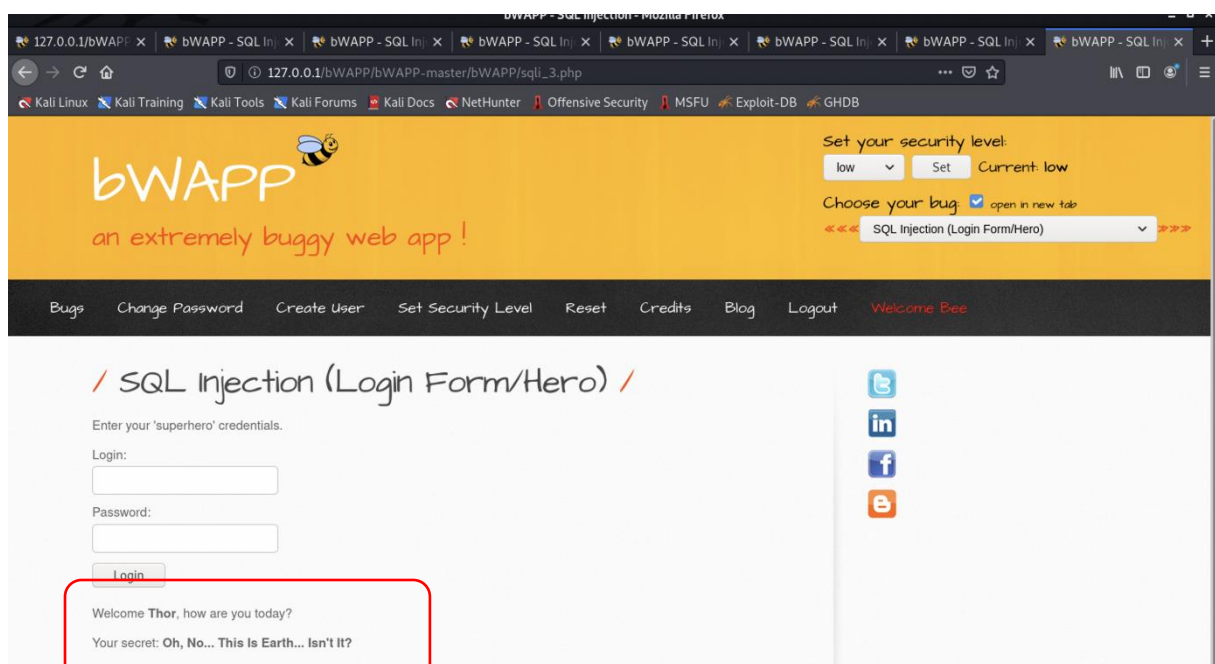 bWAPP - SQL Injection - Mozilla Firefox
127.0.0.1/bWAPP
bWAPP - SQL Inj
bWAPP - SQL Inj
bWAPP - SQL Inj
bWAPP - SQL Inj
bWAPP - SQL Inj
bWAPP - SQL Inj
bWAPP - SQL Inj
127.0.0.1/bWAPP/bWAPP-master/bWAPP/sqli_3.php
Kali Linux Kali Training Kali Tools Kali Forums Kali Docs NetHunter Offensive Security MSFU Exploit-DB GHDB
bWAPP
an extremely buggy web app !
Set your security level:
low Set Current: low
Choose your bug: open in new tab
<<< SQL Injection (Login Form/Hero) >>>
Bugs Change Password Create User Set Security Level Reset Credits Blog Logout Welcome Bee
/ SQL Injection (Login Form/Hero) /
Enter your 'superhero' credentials.
Login:
Password:
Login
Welcome Thor, how are you today?
Your secret: Oh, No... This Is Earth... Isn't It?